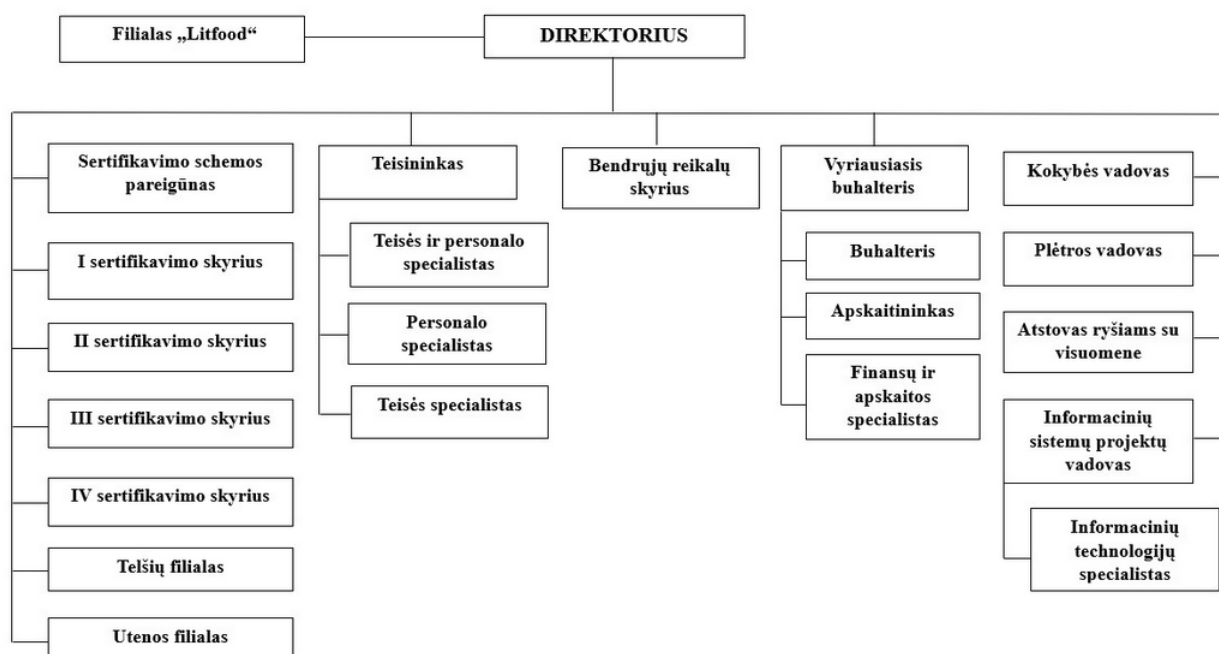 Filialas „Litfood“
DIREKTORIUS
Sertifikavimo schemos
pareigūnas
I sertifikavimo skyrius
II sertifikavimo skyrius
III sertifikavimo skyrius
IV sertifikavimo skyrius
Telšių filialas
Utenos filialas
Teisininkas
Teisės ir personalo
specialistas
Personalo
specialistas
Teisės specialistas
Bendrųjų reikalų
skyrius
Vyriausiasis
buhalteris
Buhalteris
Apskaitininkas
Finansų ir
apskaitos
specialistas
Kokybės vadovas
Plėtros vadovas
Atstovas ryšiams su
visuomene
Informacinių
sistemų projektų
vadovas
Informacinių
technologijų
specialistas